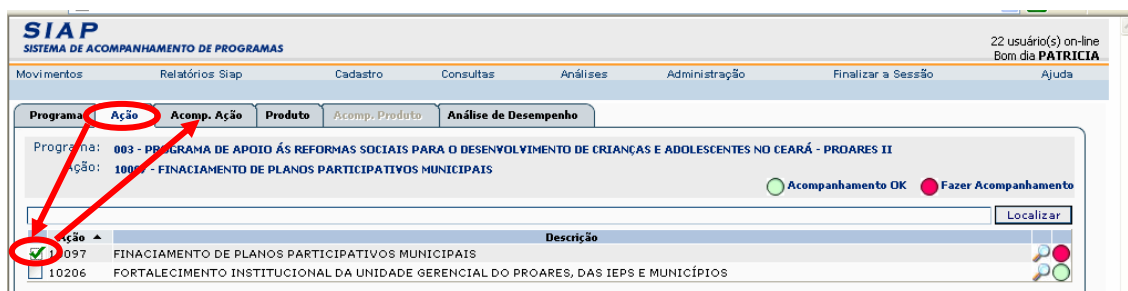 SIAP
SISTEMA DE ACOMPANHAMENTO DE PROGRAMAS
22 usuário(s) on-line
Bom dia PATRICIA
Movimentos Relatórios Siap Cadastro Consultas Análises Administração Finalizar a Sessão Ajuda
Programa Ação Acomp. Ação Produto Acomp. Produto Análise de Desempenho
Programa: 003 - PROGRAMA DE APOIO ÁS REFORMAS SOCIAIS PARA O DESENVOLVIMENTO DE CRIANÇAS E ADOLESCENTES NO CEARÁ - PROARES II
Ação: 10097 - FINACIAMENTO DE PLANOS PARTICIPATIVOS MUNICIPAIS
Acompanhamento OK Fazer Acompanhamento
Localizar
Ação Descrição
10097 FINACIAMENTO DE PLANOS PARTICIPATIVOS MUNICIPAIS
10206 FORTALECIMENTO INSTITUCIONAL DA UNIDADE GERENCIAL DO PROARES, DAS IEPS E MUNICÍPIOS